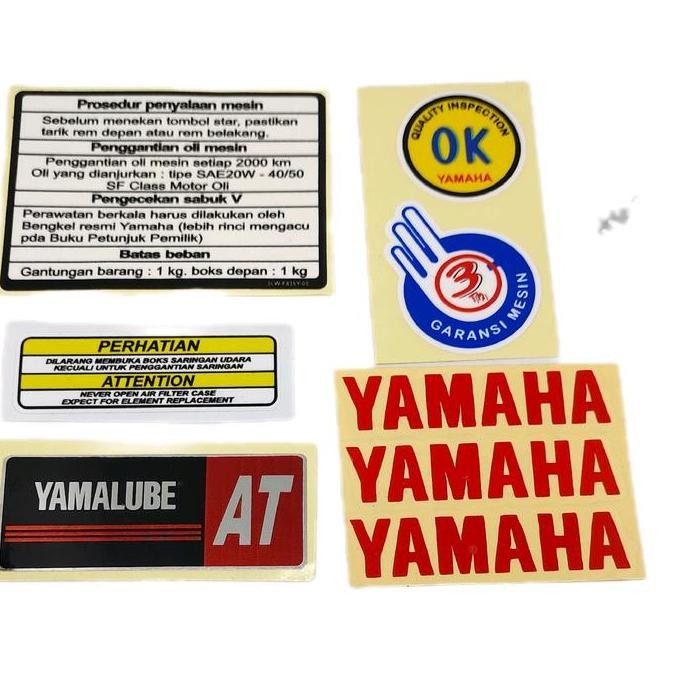 Prosedur penyalaan mesin
Sebelum menekan tombol star, pastikan
tarik rem depan atau rem belakang.
Penggantian oli mesin
Penggantian oli mesin setiap 2000 km
Oli yang dianjurkan : tipe SAE20W - 40/50
SF Class Motor Oli
Pengecekan sabuk V
Perawatan berkala harus dilakukan oleh
Bengkel resmi Yamaha (lebih rinci mengacu
pda Buku Petunjuk Pemilik)
Batas beban
Gantungan barang : 1 kg. boks depan : 1 kg
PERHATIAN
DILARANG MEMBUKA BOKS SARINGAN UDARA
KECUALI UNTUK PENGGANTIAN SARINGAN
ATTENTION
NEVER OPEN AIR FILTER CASE
EXPECT FOR ELEMENT REPLACEMENT
YAMALUBE
AT
QUALITY INSPECTION
OK
YAMAHA
3
GARANSI MESIN
YAMAHA
YAMAHA
YAMAHA